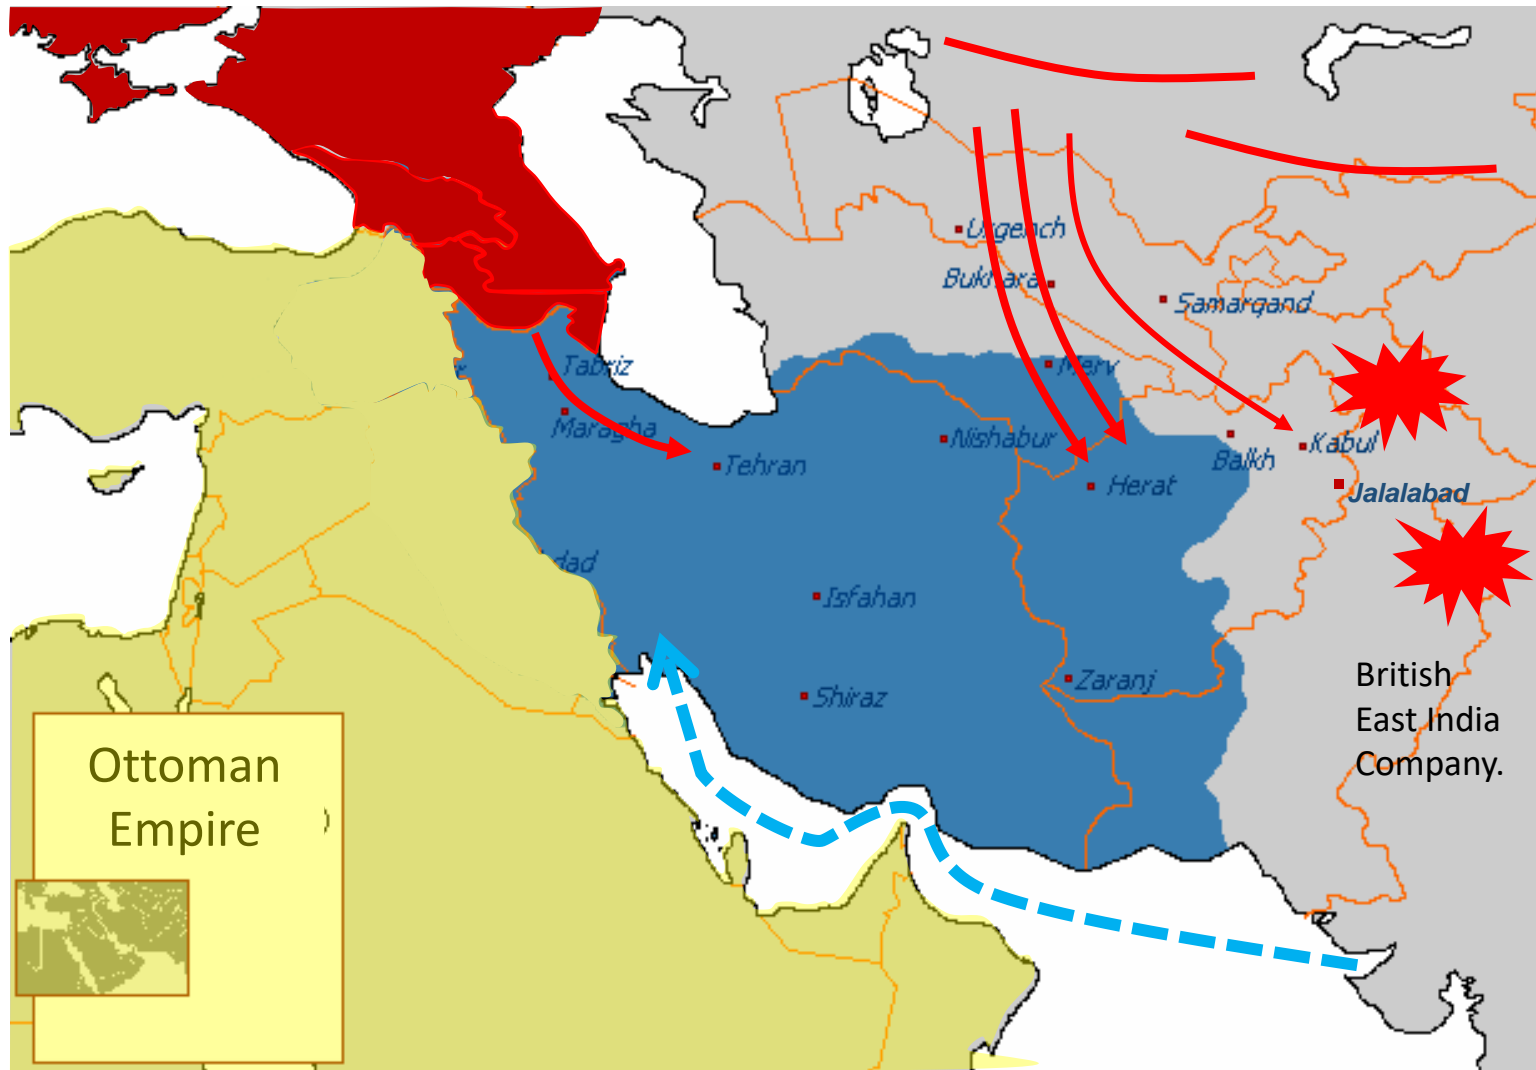 Urgench
Bukhara
Samarqand
Tabriz
Merv
Maragha
Nishabur
Kabul
Balkh
Tehran
Herat
Jalalabad
dad
Isfahan
Zaranj
British
East India
Company.
Shiraz
Ottoman
Empire